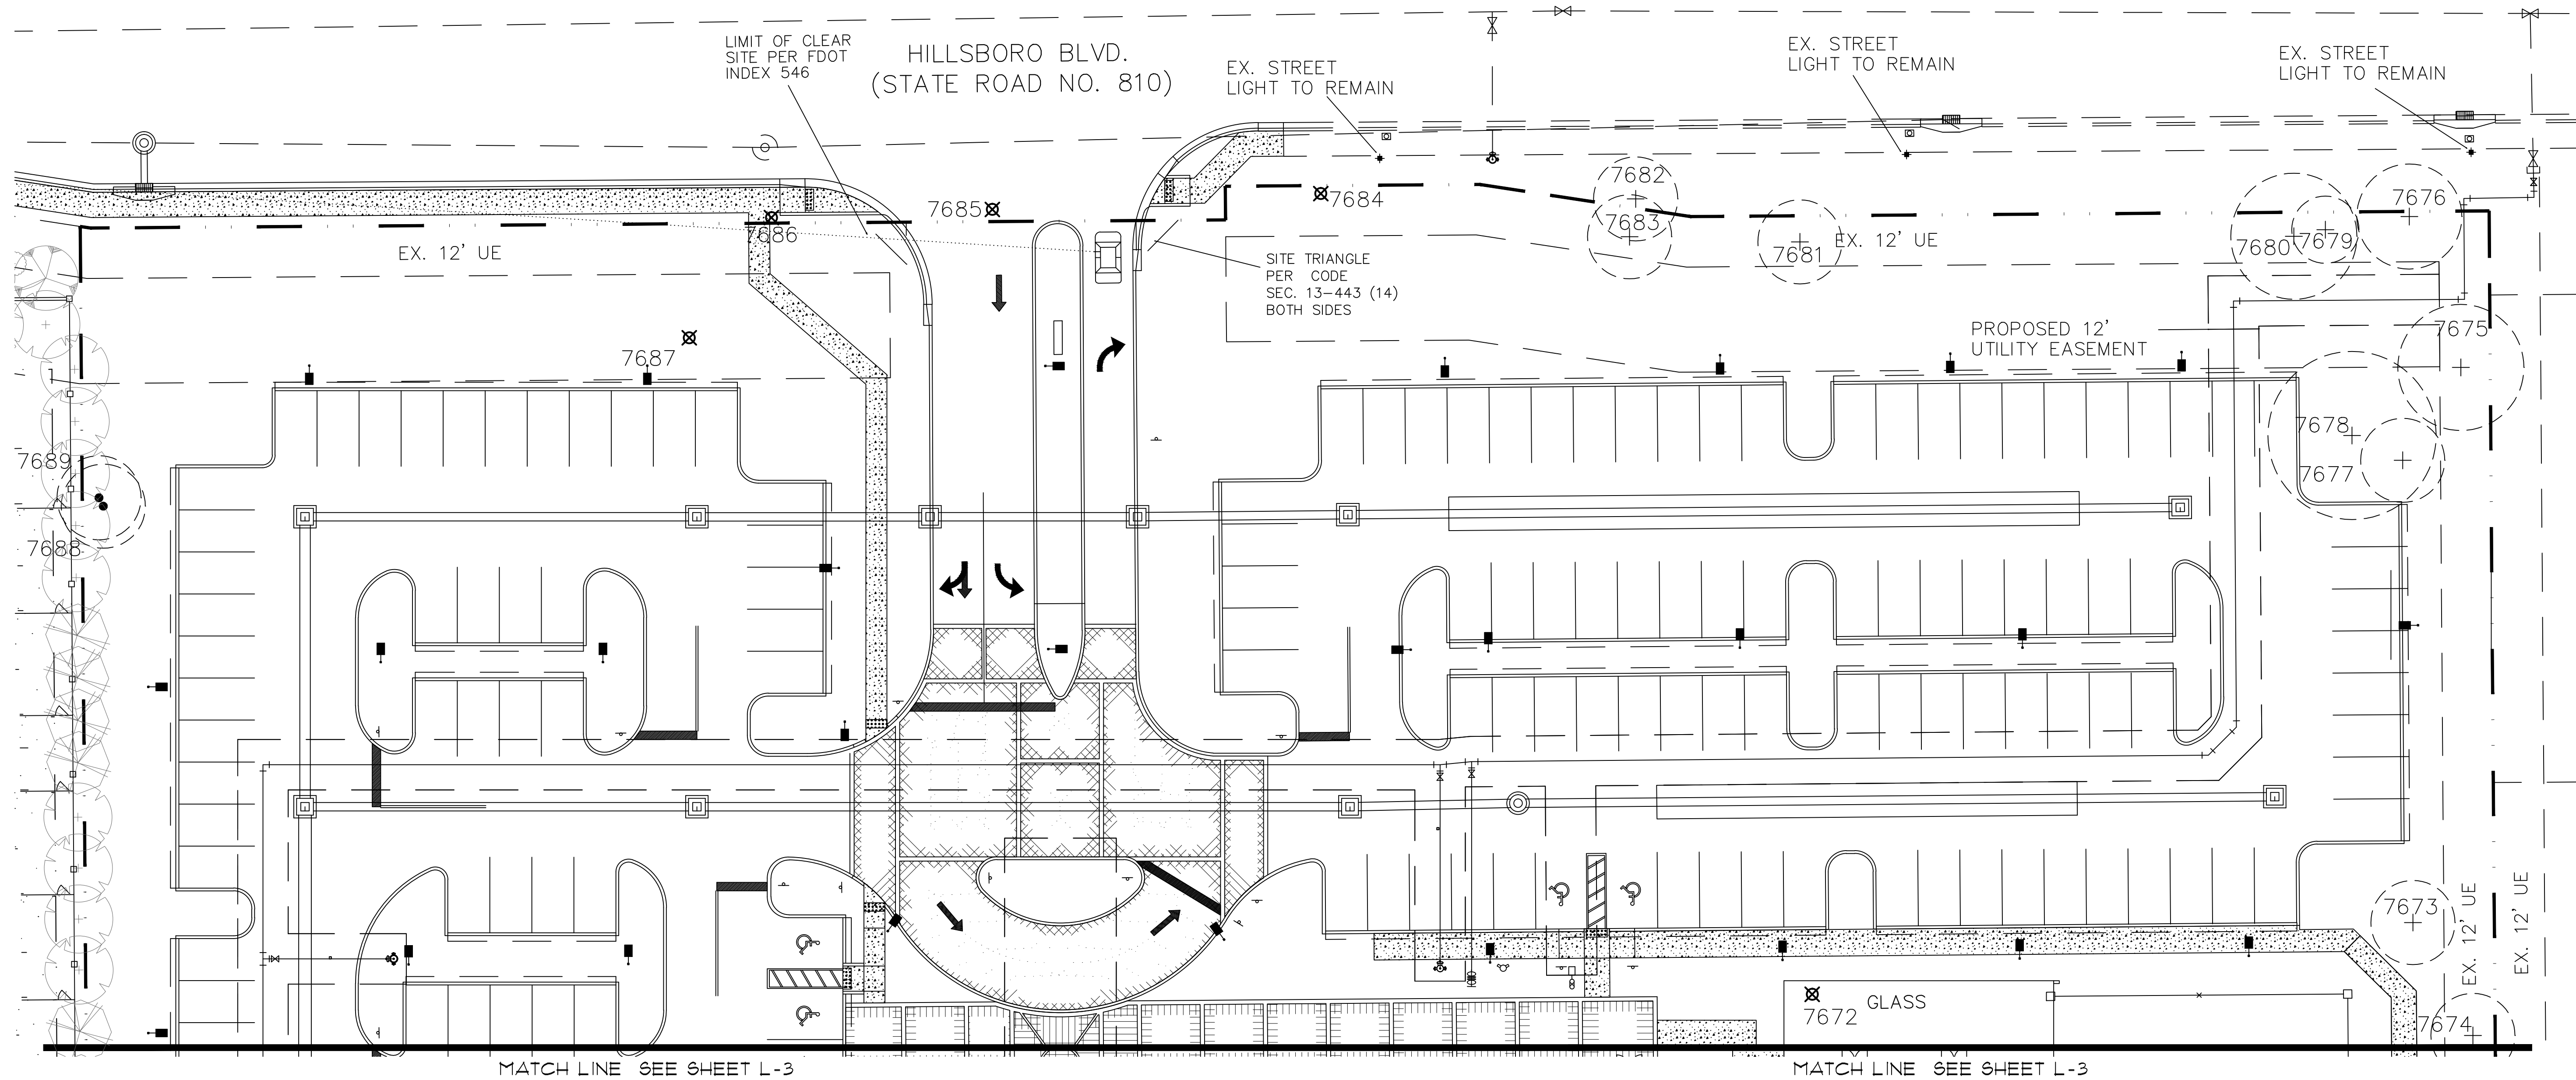 LIMIT OF CLEAR
SITE PER FDOT
INDEX 546
HILLSBORO BLVD.
(STATE ROAD NO. 810)
EX. STREET
LIGHT TO REMAIN
EX. STREET
LIGHT TO REMAIN
EX. STREET
LIGHT TO REMAIN
7682
7676
7685
7684
7683
7686
EX. 12' UE
7681
EX. 12' UE
7680
7679
SITE TRIANGLE
PER CODE
SEC. 13-443 (14)
BOTH SIDES
PROPOSED 12'
UTILITY EASEMENT
7675
7687
7678
7689
7677
7688
7673
EX. 12' UE
EX. 12' UE
GLASS
7672
7674
MATCH LINE SEE SHEET L-3
MATCH LINE SEE SHEET L-3